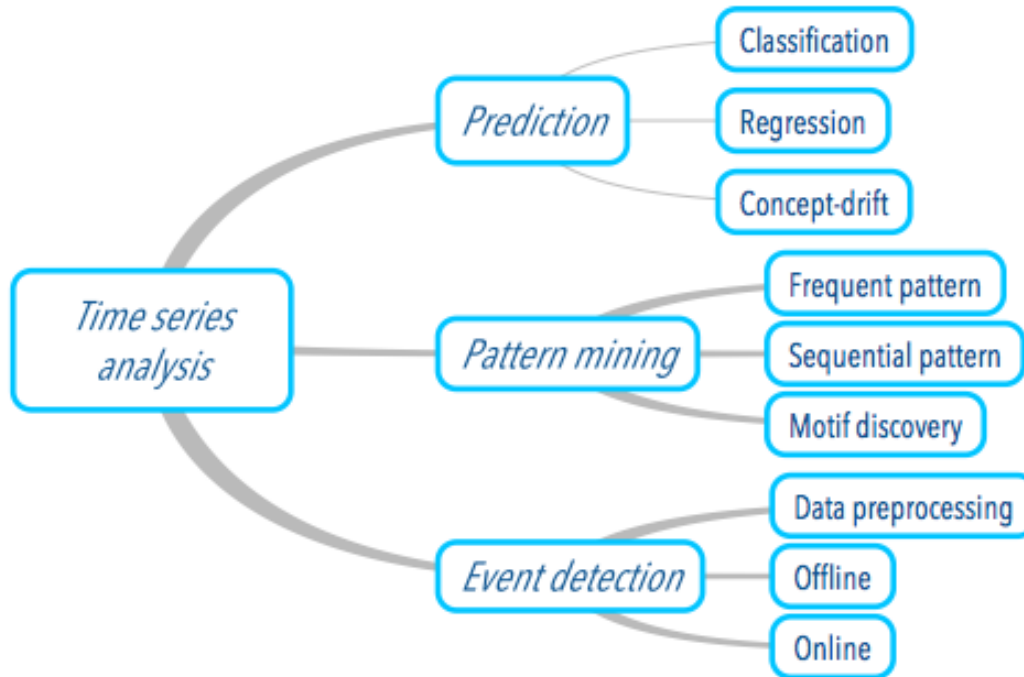 Time series
analysis
Prediction
Classification
Regression
Concept-drift
Pattern mining
Frequent pattern
Sequential pattern
Motif discovery
Event detection
Data preprocessing
Offline
Online